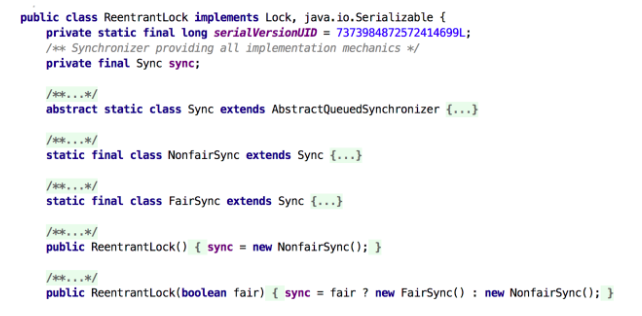 public class ReentrantLock implements Lock, java.io.Serializable {
private static final long serialVersionUID = 7373984872572414699L;
/** Synchronizer providing all implementation mechanics */
private final Sync sync;
/**...*/
abstract static class Sync extends AbstractQueuedSynchronizer {...}
/**...*/
static final class NonfairSync extends Sync {...}
/**...*/
static final class FairSync extends Sync {...}
/**...*/
public ReentrantLock() { sync = new NonfairSync(); }
/**...*/
public ReentrantLock(boolean fair) { sync = fair ? new FairSync() : new NonfairSync(); }